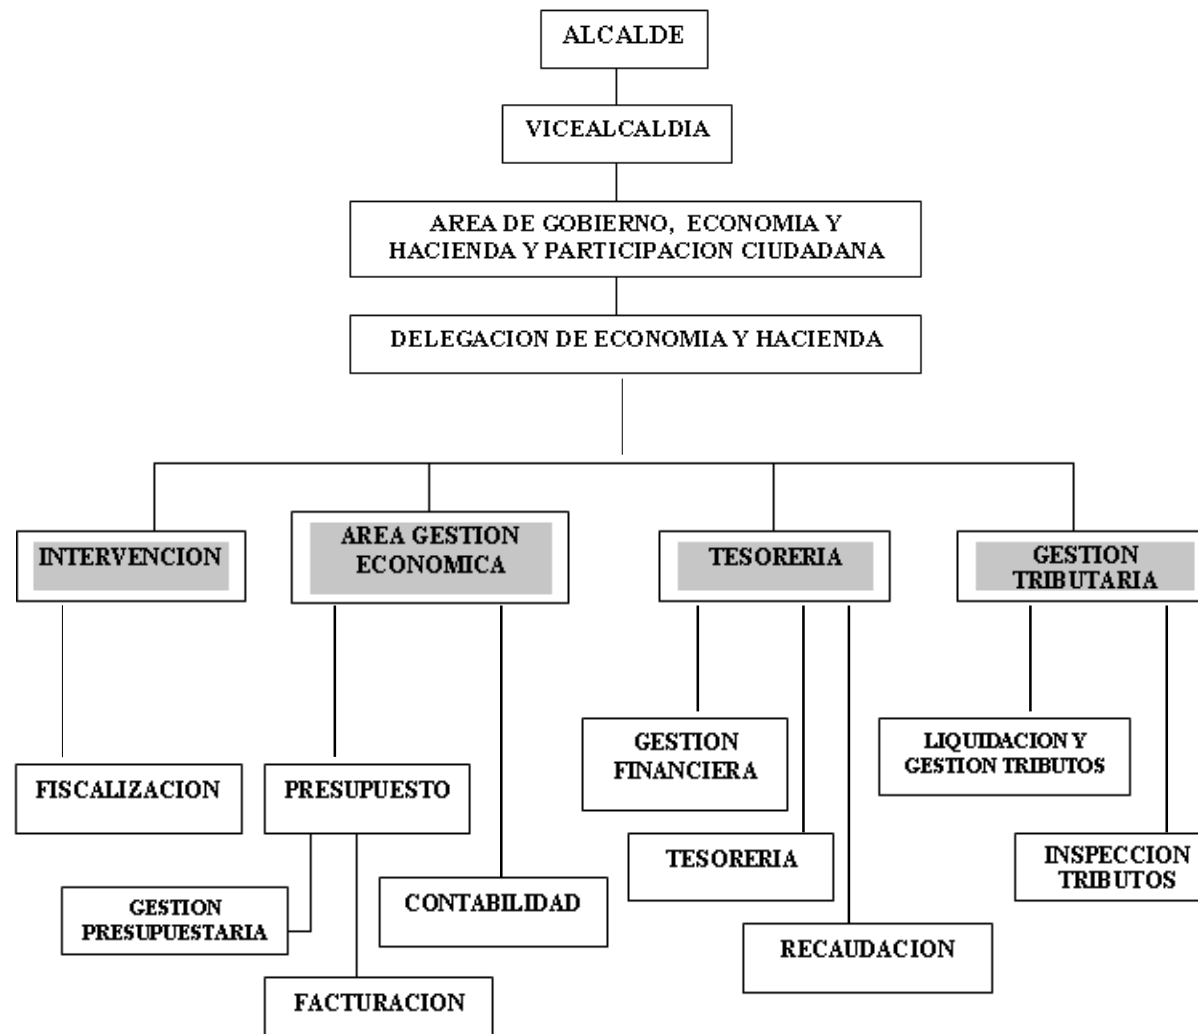 ALCALDE
VICEALCALDIA
AREA DE GOBIERNO, ECONOMIA Y
HACIENDA Y PARTICIPACION CIUDADANA
DELEGACION DE ECONOMIA Y HACIENDA
INTERVENCION
ÁREA GESTION
ECONOMICA
TESORERIA
GESTION
TRIBUTARIA
FISCALIZACION
PRESUPUESTO
GESTION
FINANCIERA
LIQUIDACION Y
GESTION TRIBUTOS
GESTION
PRESUPUESTARIA
CONTABILIDAD
TESORERIA
INSPECCION
TRIBUTOS
FACTURACION
RECAUDACION